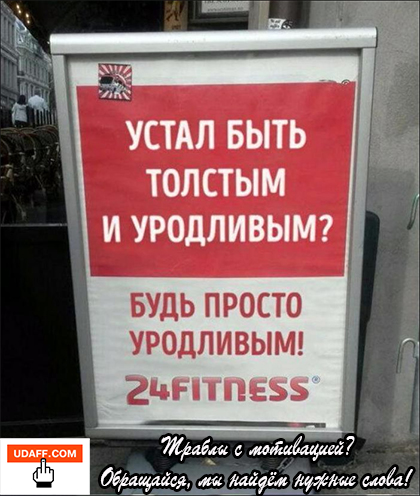 УСТАЛ БЫТЬ
ТОЛСТЫМ
И УРОДЛИВЫМ?
БУДЬ ПРОСТО
УРОДЛИВЫМ!
24FITNESS®
UDAFF.COM
Траблы с мотивацией?
Обращайся, мы найдём нужные слова!